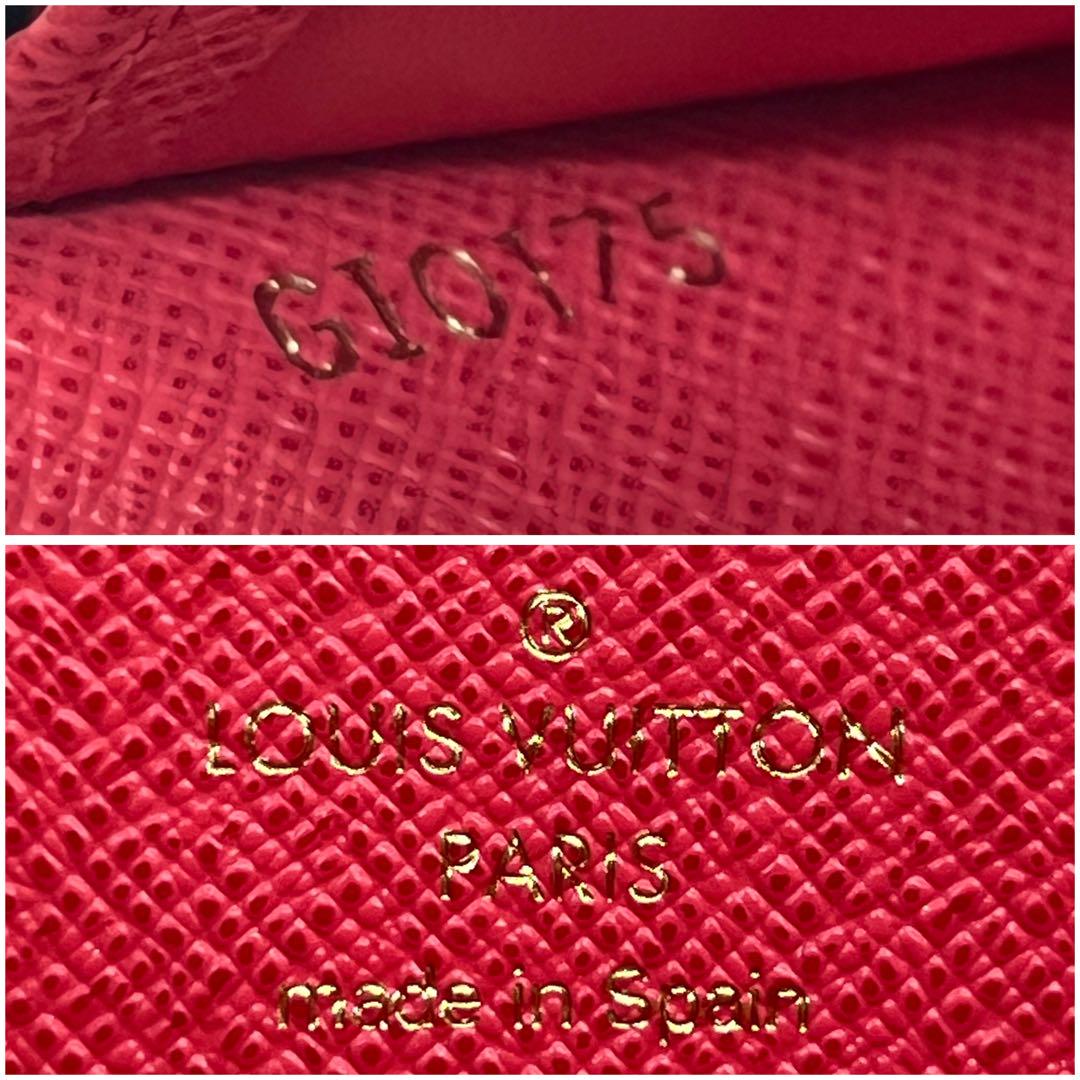 GI0175
®
LOUIS VUITTON
PARIS
made in Spain